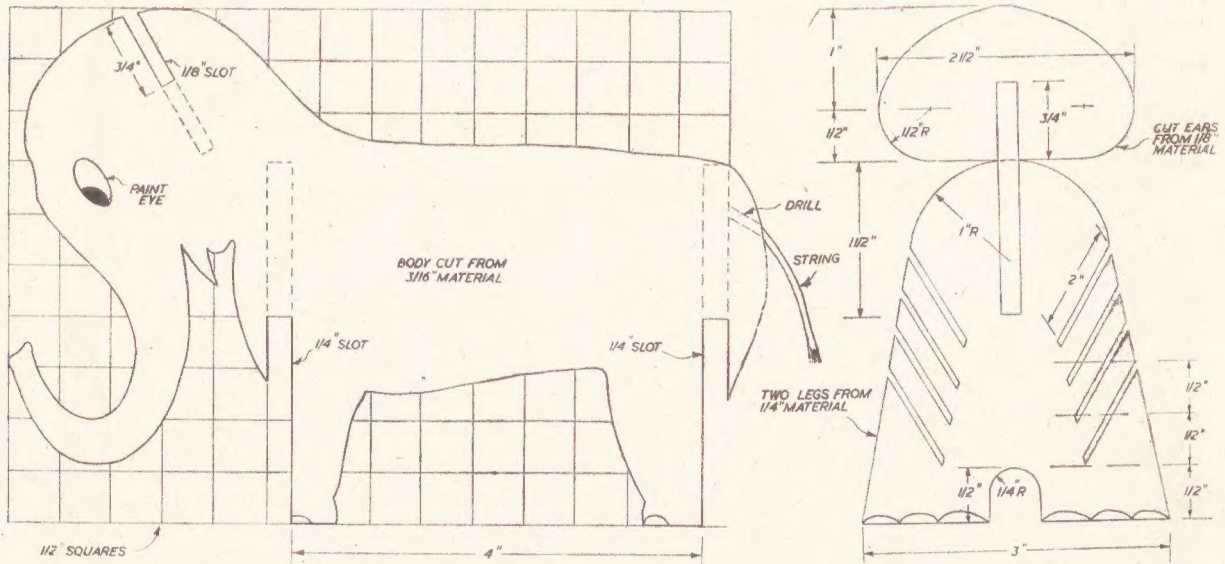 3/4"
1/8" SLOT
PAINT
EYE
BODY CUT FROM
3/16" MATERIAL
DRILL
STRING
1/4" SLOT
1/4" SLOT
1/2" SQUARES
4"
1"
2 1/2"
1/2"
1/2" R
3/4"
CUT EARS
FROM 1/8"
MATERIAL
1 1/2"
1" R
2"
TWO LEGS FROM
1/4" MATERIAL
1/2"
1/2"
1/2"
1/2"
1/4" R
3"